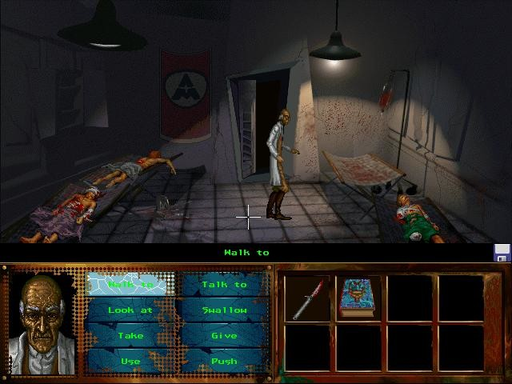 Walk to
Walk to Talk to
Look at Swallow
Take Give
Use Push